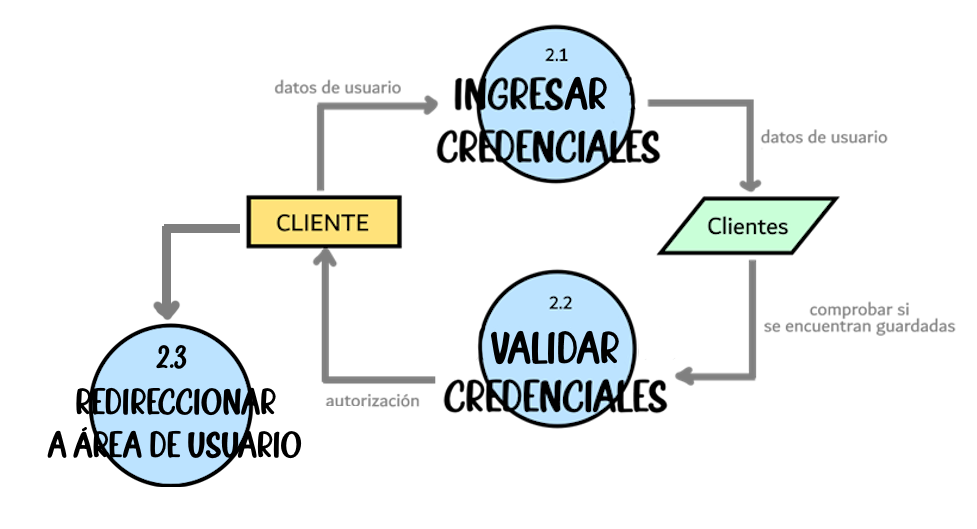 2.1
INGRESAR
CREDENCIALES
datos de usuario
datos de usuario
CLIENTE
Clientes
2.2
VALIDAR
CREDENCIALES
comprobar si
se encuentran guardadas
autorización
2.3
REDIRECCIONAR
A ÁREA DE USUARIO